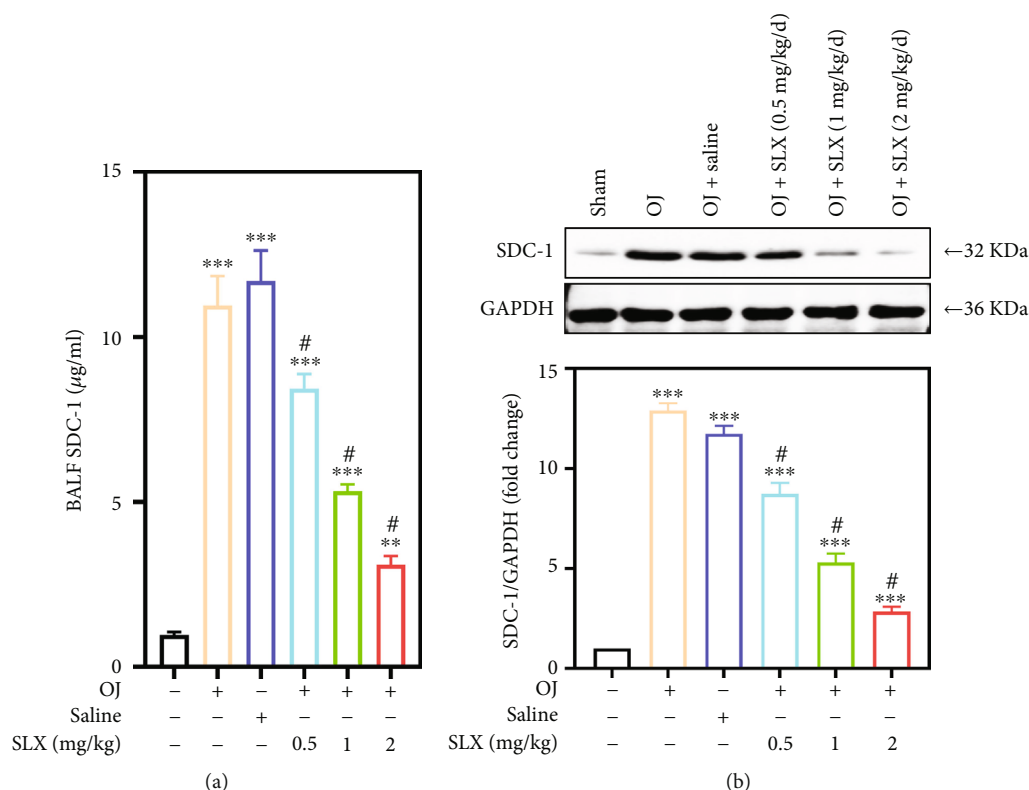 15
10
5
0
BALF SDC-1 (μg/ml)
***
***
#
***
#
***
#
**
OJ – + – + + +
Saline – – + – – –
SLX (mg/kg) – – – 0.5 1 2
(a)
Sham
OJ
OJ + saline
OJ + SLX (0.5 mg/kg/d)
OJ + SLX (1 mg/kg/d)
OJ + SLX (2 mg/kg/d)
SDC-1 ←32 KDa
GAPDH ←36 KDa
15
10
5
0
SDC-1/GAPDH (fold change)
***
***
#
***
#
***
#
***
OJ – + – + + +
Saline – – + – – –
SLX (mg/kg) – – – 0.5 1 2
(b)